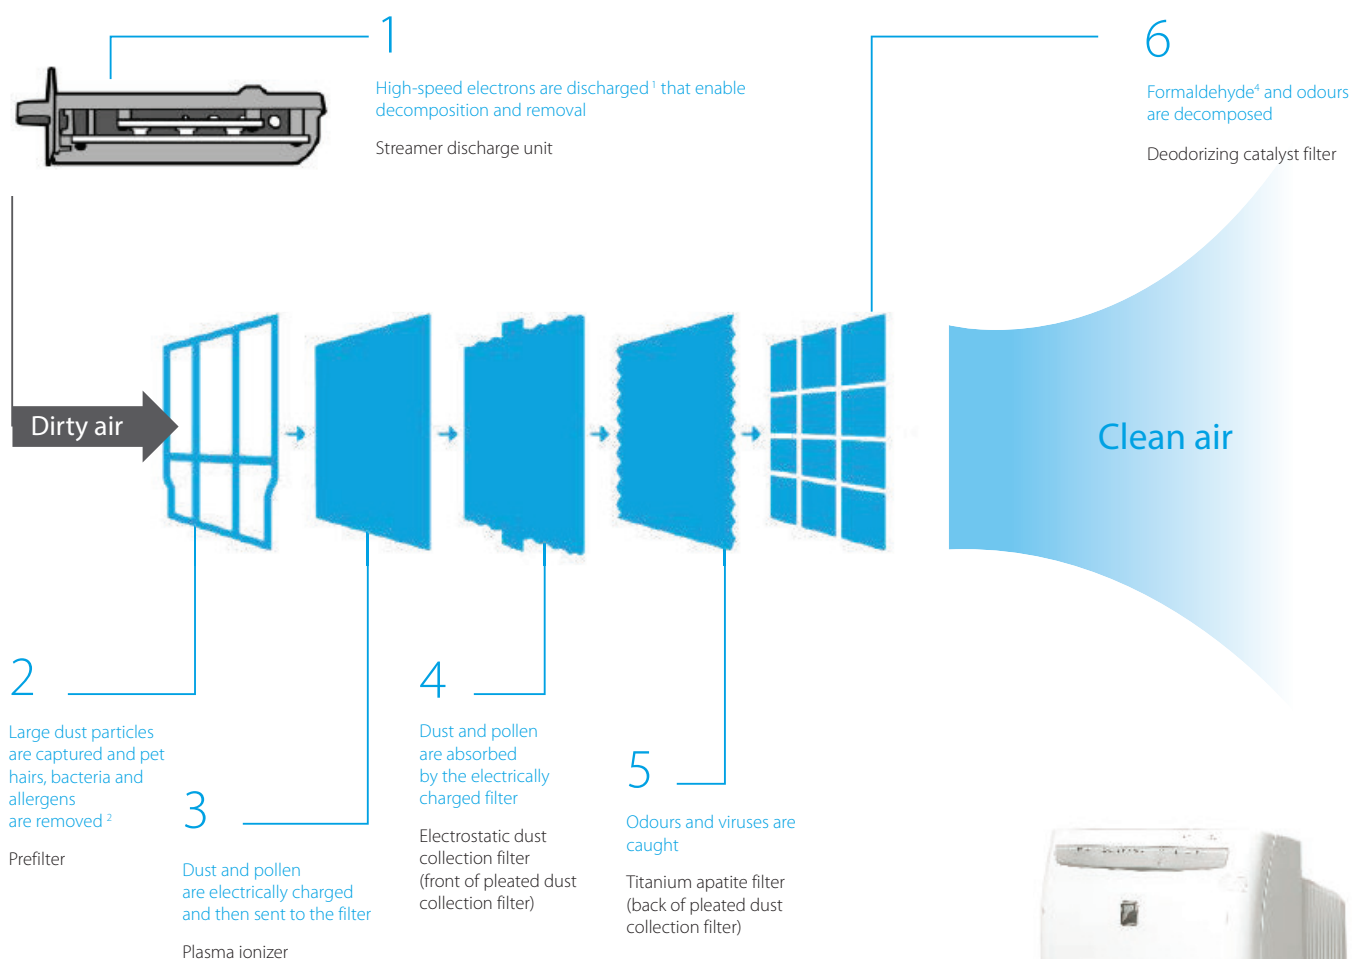 1
High-speed electrons are discharged¹ that enable
decomposition and removal
Streamer discharge unit
6
Formaldehyde⁴ and odours
are decomposed
Deodorizing catalyst filter
Dirty air
Clean air
2
Large dust particles
are captured and pet
hairs, bacteria and
allergens
are removed ²
Prefilter
3
Dust and pollen
are electrically charged
and then sent to the filter
Plasma ionizer
4
Dust and pollen
are absorbed
by the electrically
charged filter
Electrostatic dust
collection filter
(front of pleated dust
collection filter)
5
Odours and viruses are
caught
Titanium apatite filter
(back of pleated dust
collection filter)